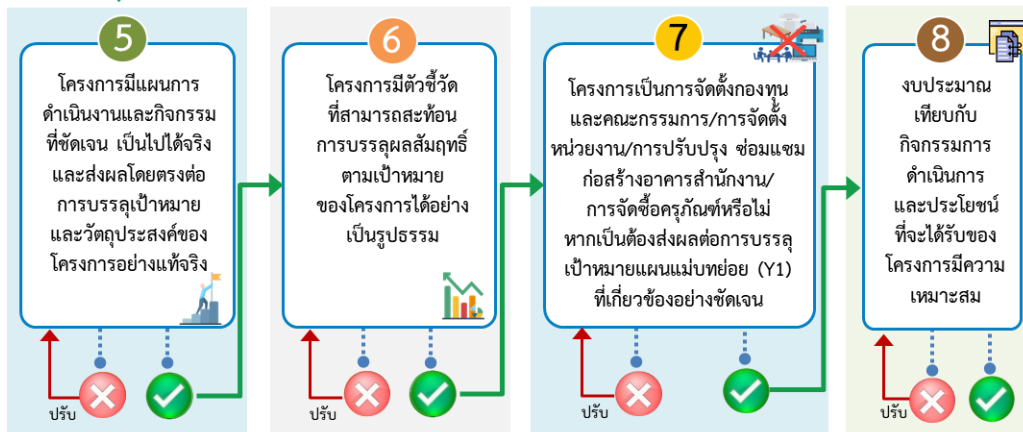 5
โครงการมีแผนการ
ดำเนินงานและกิจกรรม
ที่ชัดเจน เป็นไปได้จริง
และส่งผลโดยตรงต่อ
การบรรลุเป้าหมาย
และวัตถุประสงค์ของ
โครงการอย่างแท้จริง
ปรับ
6
โครงการมีตัวชี้วัด
ที่สามารถสะท้อน
การบรรลุผลสัมฤทธิ์
ตามเป้าหมาย
ของโครงการได้อย่าง
เป็นรูปธรรม
ปรับ
7
โครงการเป็นการจัดตั้งกองทุน
และคณะกรรมการ/การจัดตั้ง
หน่วยงาน/การปรับปรุง ซ่อมแซม
ก่อสร้างอาคารสำนักงาน/
การจัดซื้อครุภัณฑ์หรือไม่
หากเป็นต้องส่งผลต่อการบรรลุ
เป้าหมายแผนแม่บทย่อย (Y1)
ที่เกี่ยวข้องอย่างชัดเจน
ปรับ
8
งบประมาณ
เทียบกับ
กิจกรรมการ
ดำเนินการ
และประโยชน์
ที่จะได้รับของ
โครงการมีความ
เหมาะสม
ปรับ